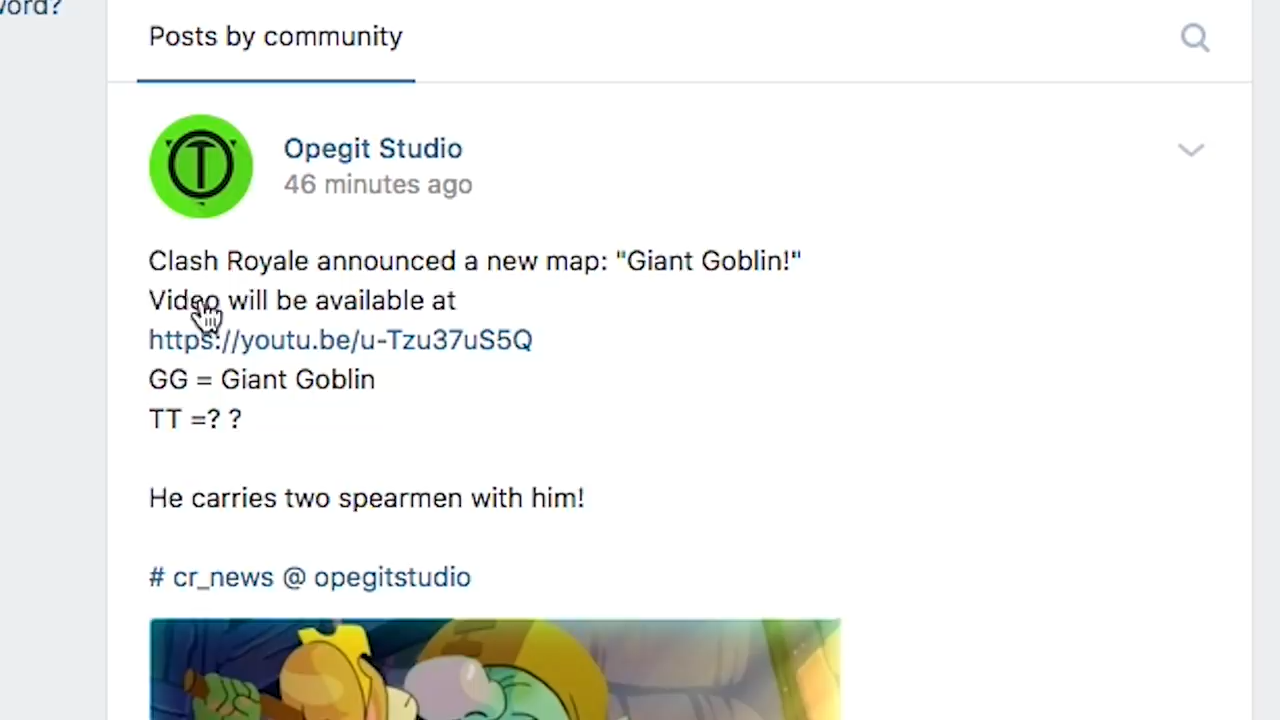 word?
Posts by community
Opegit Studio
46 minutes ago
Clash Royale announced a new map: "Giant Goblin!"
Video will be available at
https://youtu.be/u-Tzu37uS5Q
GG = Giant Goblin
TT =? ?
He carries two spearmen with him!
# cr_news @ opegitstudio